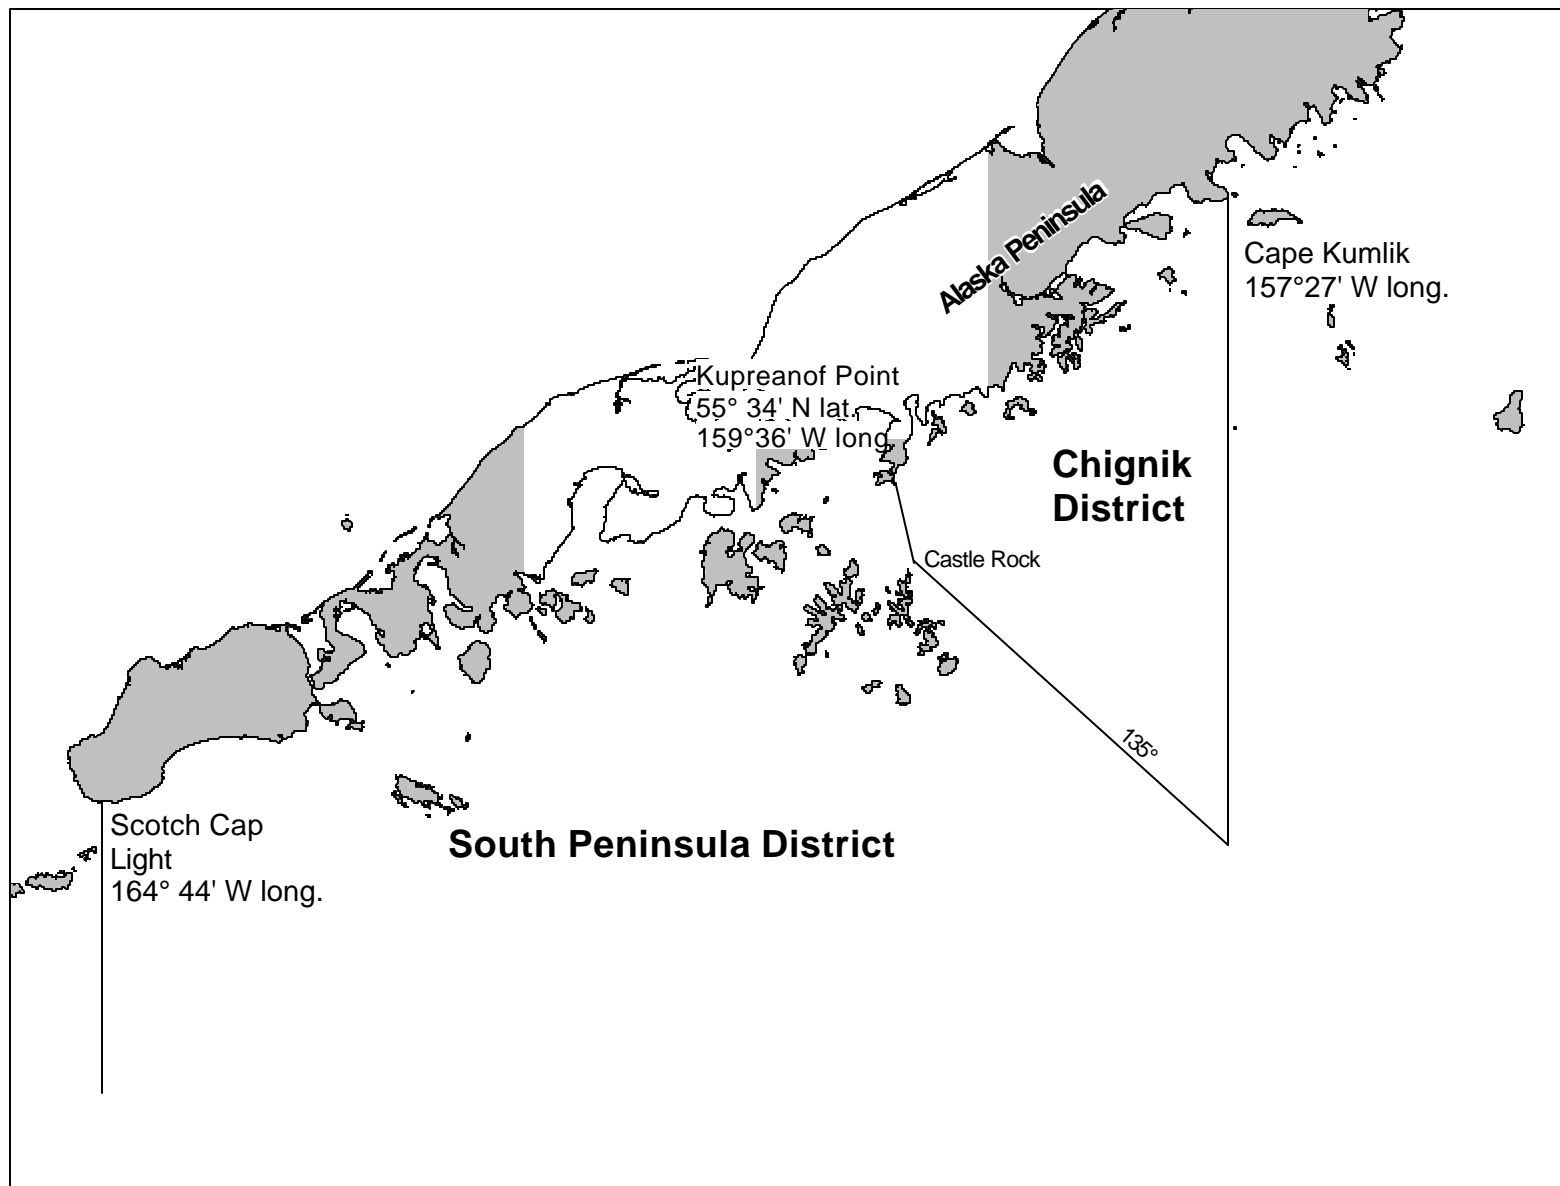 Alaska Peninsula
Cape Kumlik
157°27' W long.
Kupreanof Point
55° 34' N lat.
159°36' W long
Chignik
District
Castle Rock
135°
Scotch Cap
Light
164° 44' W long.
South Peninsula District